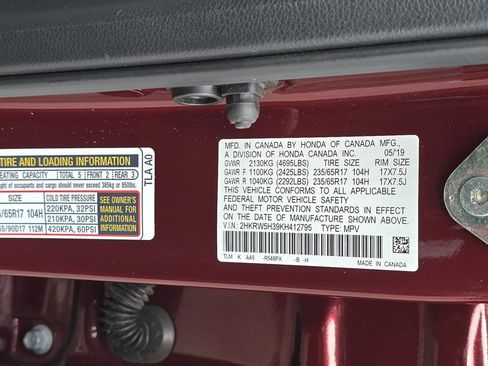 TIRE AND LOADING INFORMATION
SEATING CAPACITY TOTAL 5 FRONT 2 REAR 3
weight of occupants and cargo should never exceed 385kg or 850lbs.
SIZE COLD TIRE PRESSURE
/65R17 104H 220KPA, 32PSI
210KPA, 30PSI
/90D17 112M 420KPA, 60PSI
SEE OWNER'S
MANUAL FOR
ADDITIONAL
INFORMATION
TLA A0
MFD. IN CANADA BY HONDA OF CANADA MFG.,
A DIVISION OF HONDA CANADA INC. 05/19
GVWR 2130KG (4695LBS) TIRE SIZE RIM SIZE
GAWR F 1100KG (2425LBS) 235/65R17 104H 17X7.5J
GAWR R 1040KG (2292LBS) 235/65R17 104H 17X7.5J
THIS VEHICLE CONFORMS TO ALL APPLICABLE
FEDERAL MOTOR VEHICLE SAFETY
AND THEFT PREVENTION STANDARDS IN EFFECT
ON THE DATE OF MANUFACTURE SHOWN ABOVE.
V.I.N: 2HKRW5H39KH412795 TYPE: MPV
TLM K AA5 -R548PX -B -H
MADE IN CANADA